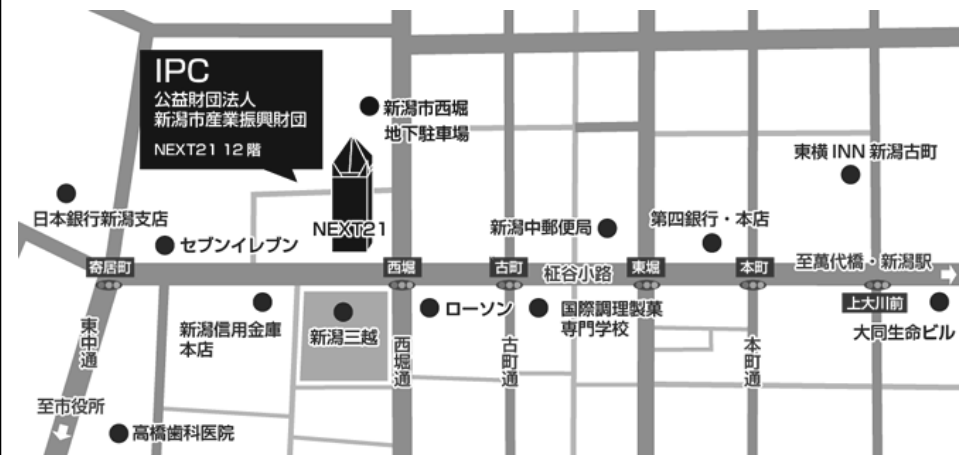 IPC
公益財団法人
新潟市産業振興財団
NEXT21 12階
新潟市西堀
地下駐車場
東横INN 新潟古町
日本銀行新潟支店
セブンイレブン
NEXT21
新潟中郵便局
第四銀行・本店
寄居町
西堀
古町
柾谷小路
東堀
本町
至萬代橋・新潟駅
上大川前
東中通
新潟信用金庫
本店
新潟三越
ローソン
国際調理製菓
専門学校
大同生命ビル
西堀通
古町通
本町通
至市役所
高橋歯科医院